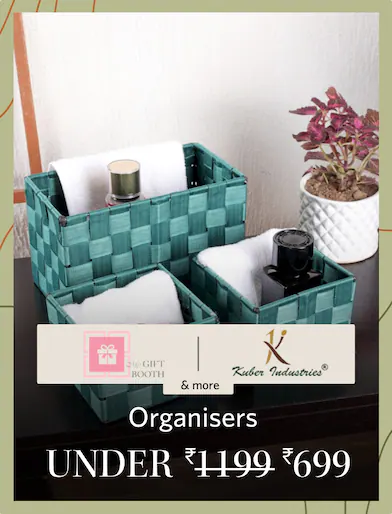 GIFT
BOOTH
Kuber Industries®
& more
Organisers
UNDER ₹1199 ₹699